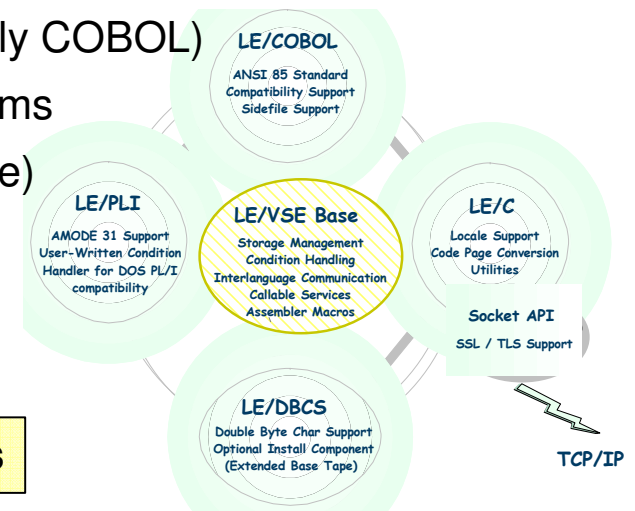 ly COBOL)
ms
e)
s
LE/COBOL
ANSI 85 Standard
Compatibility Support
Sidefile Support
LE/PLI
AMODE 31 Support
User-Written Condition
Handler for DOS PL/I
compatibility
LE/VSE Base
Storage Management
Condition Handling
Interlanguage Communication
Callable Services
Assembler Macros
LE/C
Locale Support
Code Page Conversion
Utilities
Socket API
SSL / TLS Support
LE/DBCS
Double Byte Char Support
Optional Install Component
(Extended Base Tape)
TCP/IP